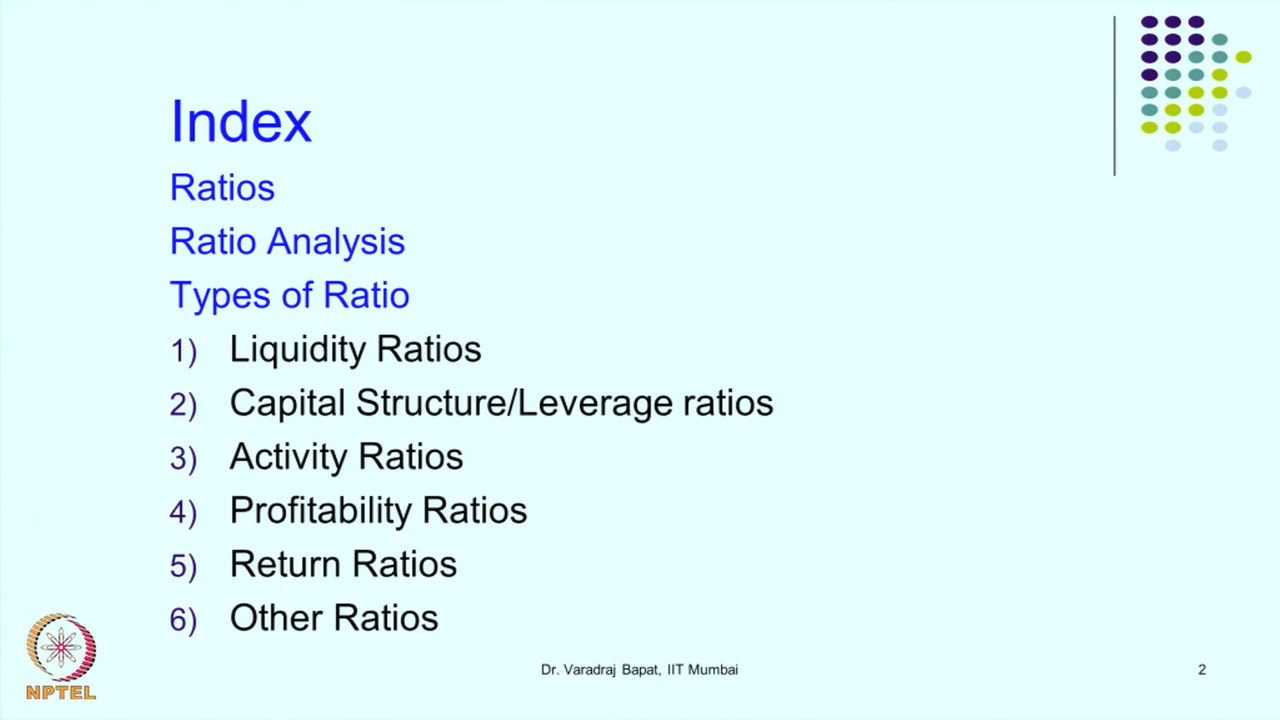 Index
Ratios
Ratio Analysis
Types of Ratio
1) Liquidity Ratios
2) Capital Structure/Leverage ratios
3) Activity Ratios
4) Profitability Ratios
5) Return Ratios
6) Other Ratios
NPTEL
Dr. Varadraj Bapat, IIT Mumbai
2